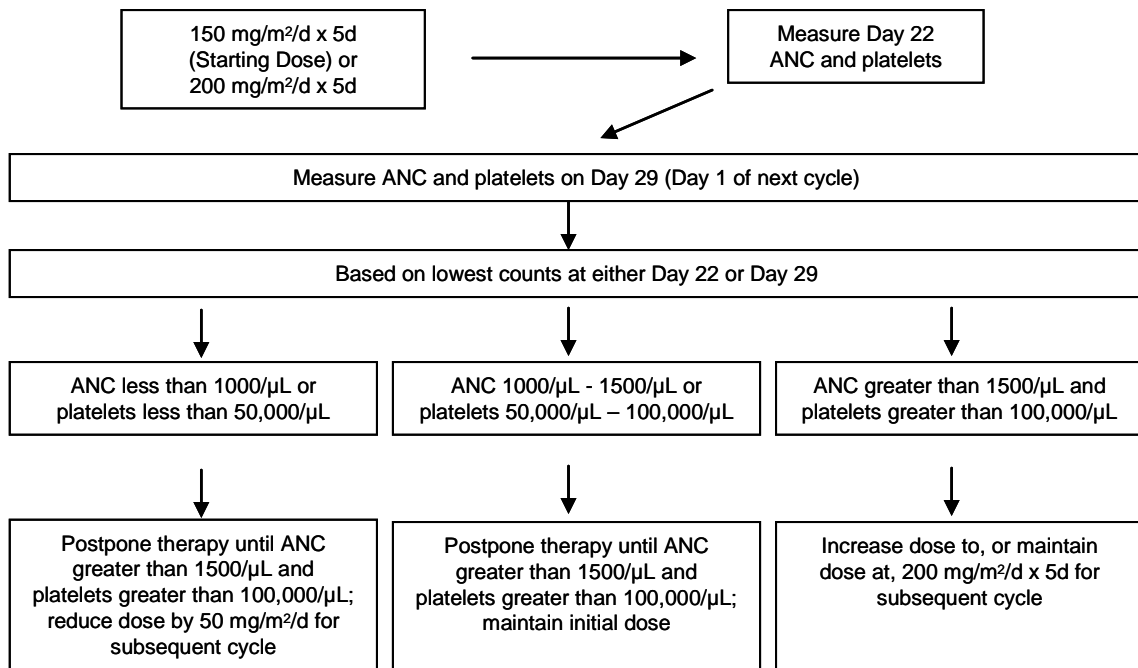 150 mg/m²/d x 5d
(Starting Dose) or
200 mg/m²/d x 5d
Measure Day 22
ANC and platelets
Measure ANC and platelets on Day 29 (Day 1 of next cycle)
Based on lowest counts at either Day 22 or Day 29
ANC less than 1000/µL or
platelets less than 50,000/µL
ANC 1000/µL - 1500/µL or
platelets 50,000/µL – 100,000/µL
ANC greater than 1500/µL and
platelets greater than 100,000/µL
Postpone therapy until ANC
greater than 1500/µL and
platelets greater than 100,000/µL;
reduce dose by 50 mg/m²/d for
subsequent cycle
Postpone therapy until ANC
greater than 1500/µL and
platelets greater than 100,000/µL;
maintain initial dose
Increase dose to, or maintain
dose at, 200 mg/m²/d x 5d for
subsequent cycle